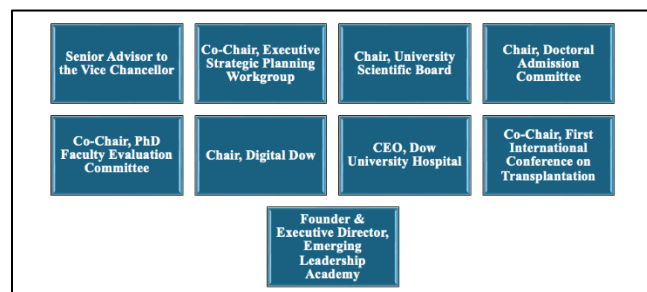 Senior Advisor to
the Vice Chancellor
Co-Chair, Executive
Strategic Planning
Workgroup
Chair, University
Scientific Board
Chair, Doctoral
Admission
Committee
Co-Chair, PhD
Faculty Evaluation
Committee
Chair, Digital Dow
CEO, Dow
University Hospital
Co-Chair, First
International
Conference on
Transplantation
Founder &
Executive Director,
Emerging
Leadership
Academy